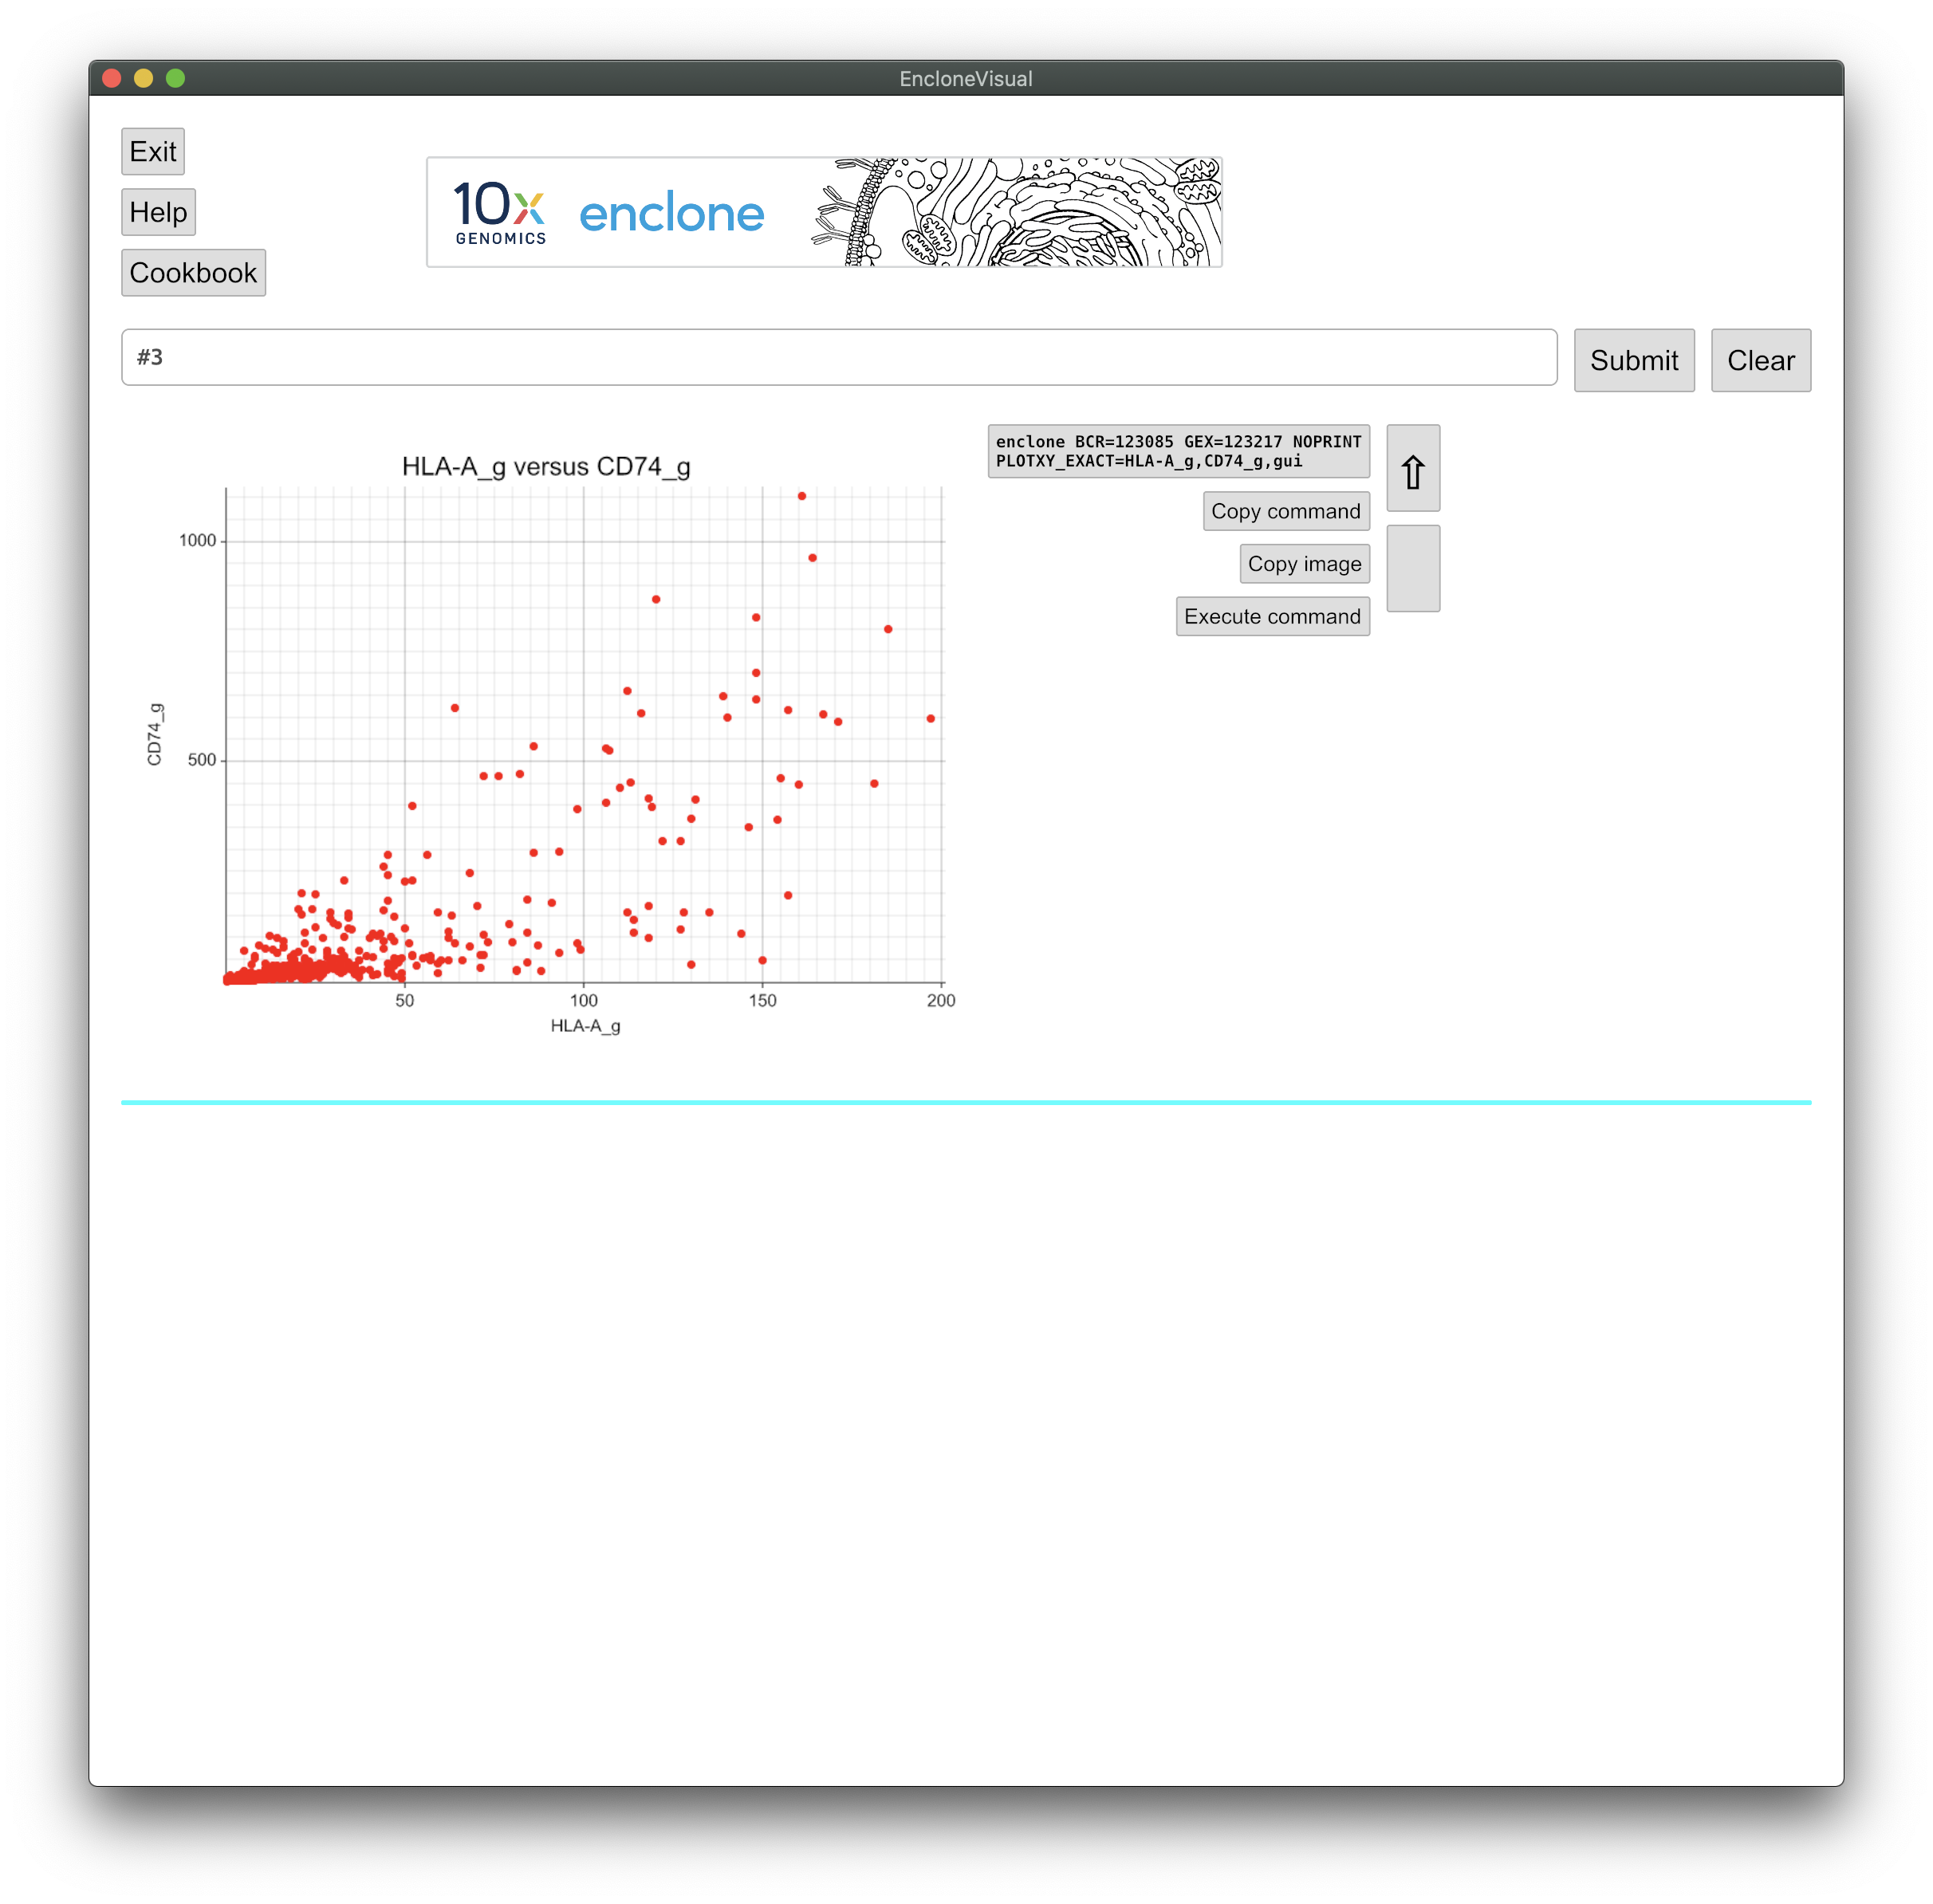 EncloneVisual
Exit
Help
Cookbook
10x
GENOMICS
enclone
#3
Submit
Clear
enclone BCR=123085 GEX=123217 NOPRINT
PLOTXY_EXACT=HLA-A_g,CD74_g,gui
⇧
Copy command
Copy image
Execute command
HLA-A_g versus CD74_g
1000
500
CD74_g
50
100
150
200
HLA-A_g